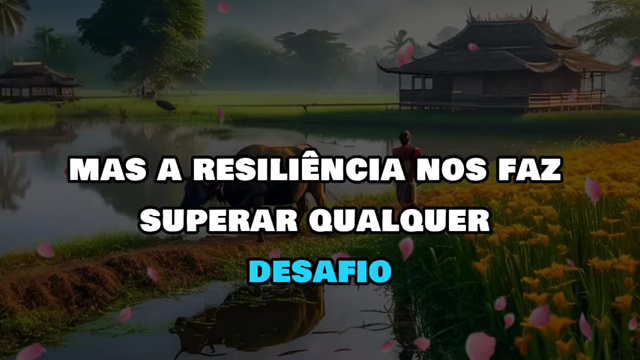 MAS A RESILIÊNCIA NOS FAZ
SUPERAR QUALQUER
DESAFIO